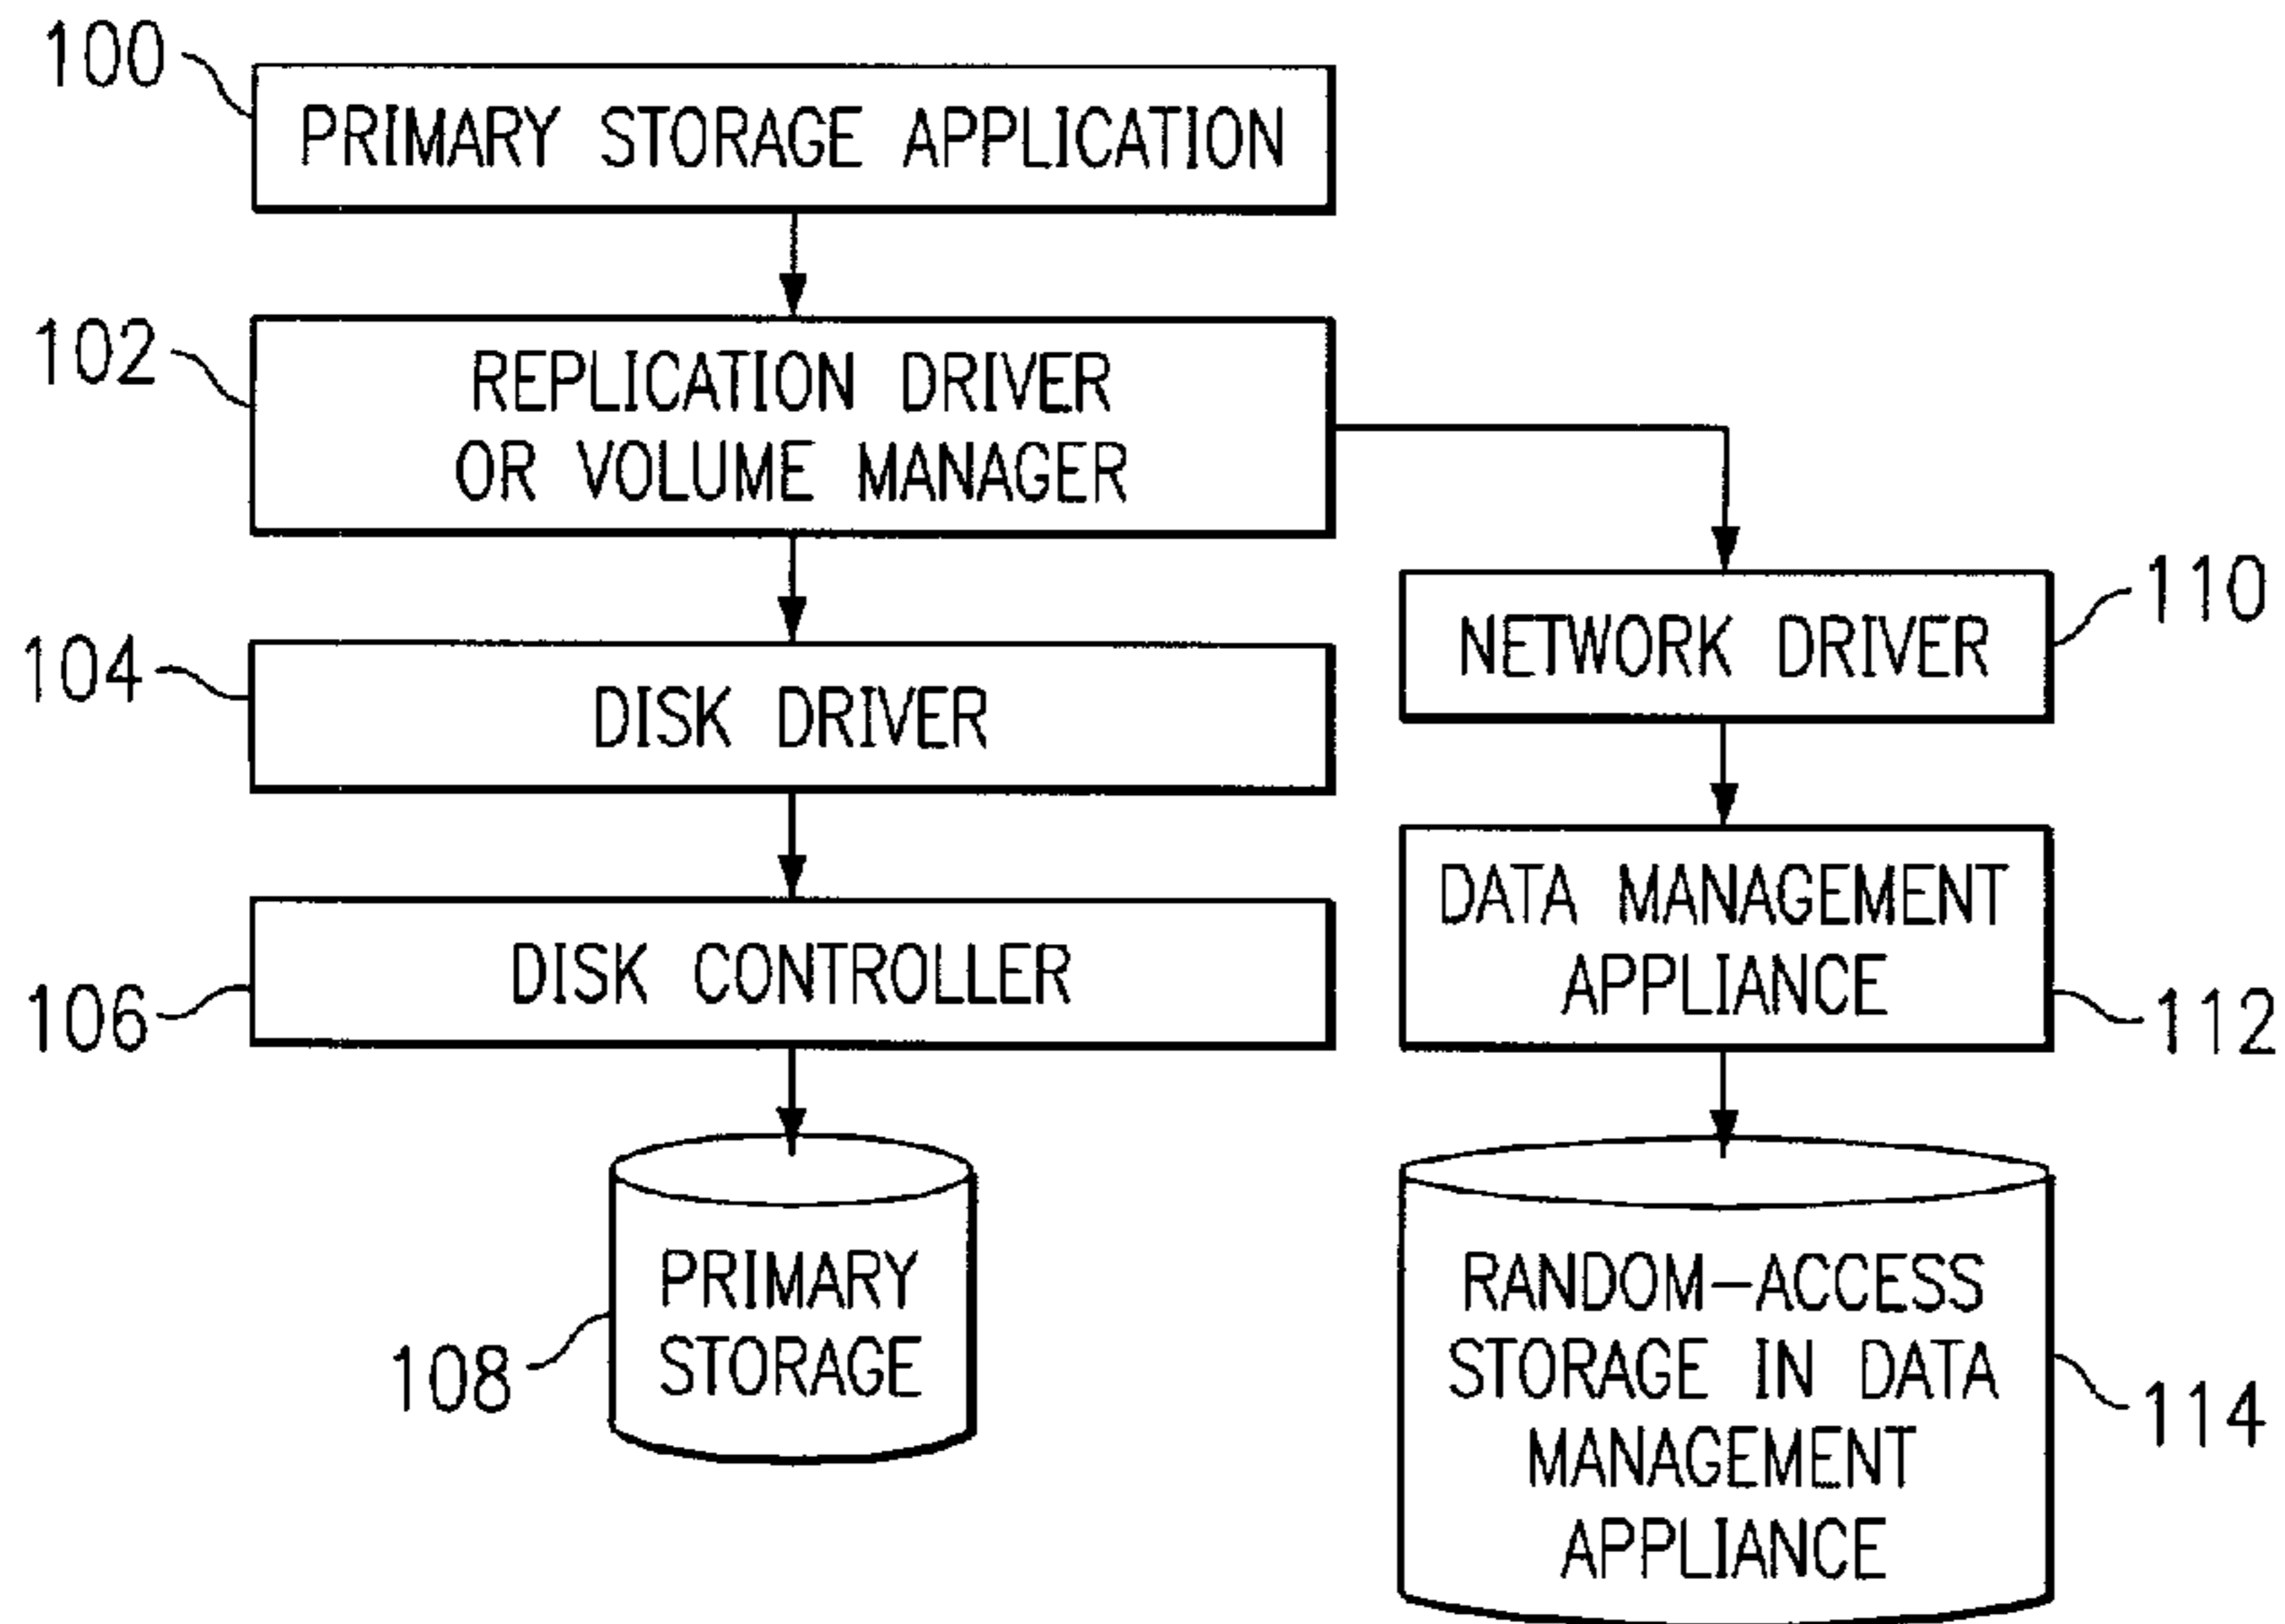 100
PRIMARY STORAGE APPLICATION
102
REPLICATION DRIVER
OR VOLUME MANAGER
104
DISK DRIVER
NETWORK DRIVER
110
106
DISK CONTROLLER
DATA MANAGEMENT
APPLIANCE
112
108
PRIMARY
STORAGE
RANDOM-ACCESS
STORAGE IN DATA
MANAGEMENT
APPLIANCE
114